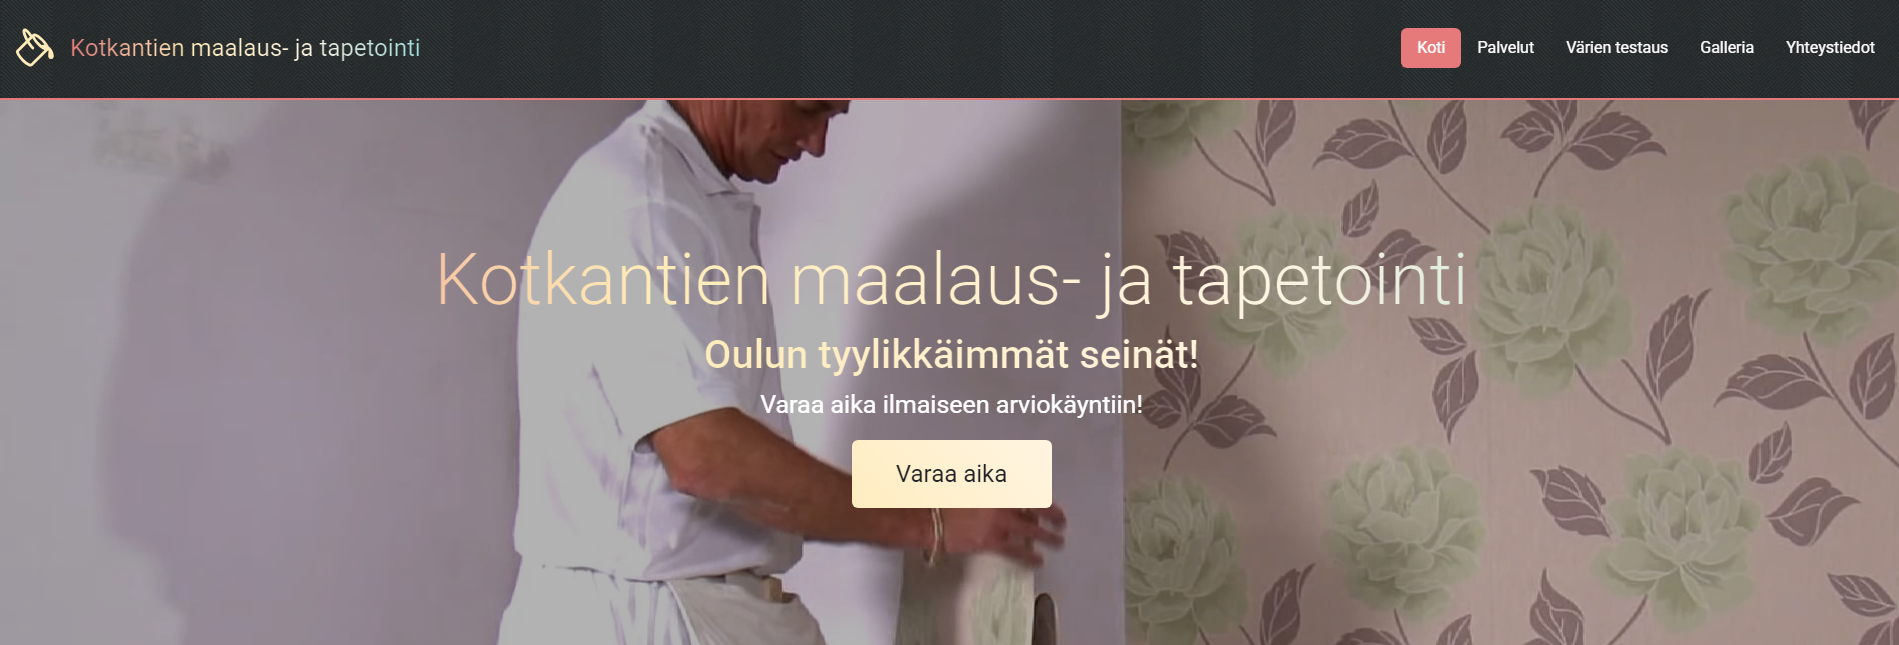 Kotkantien maalaus- ja tapetointi
Koti
Palvelut
Värien testaus
Galleria
Yhteystiedot
Kotkantien maalaus- ja tapetointi
Oulun tyylikkäimmät seinät!
Varaa aika ilmaiseen arviokäyntiin!
Varaa aika